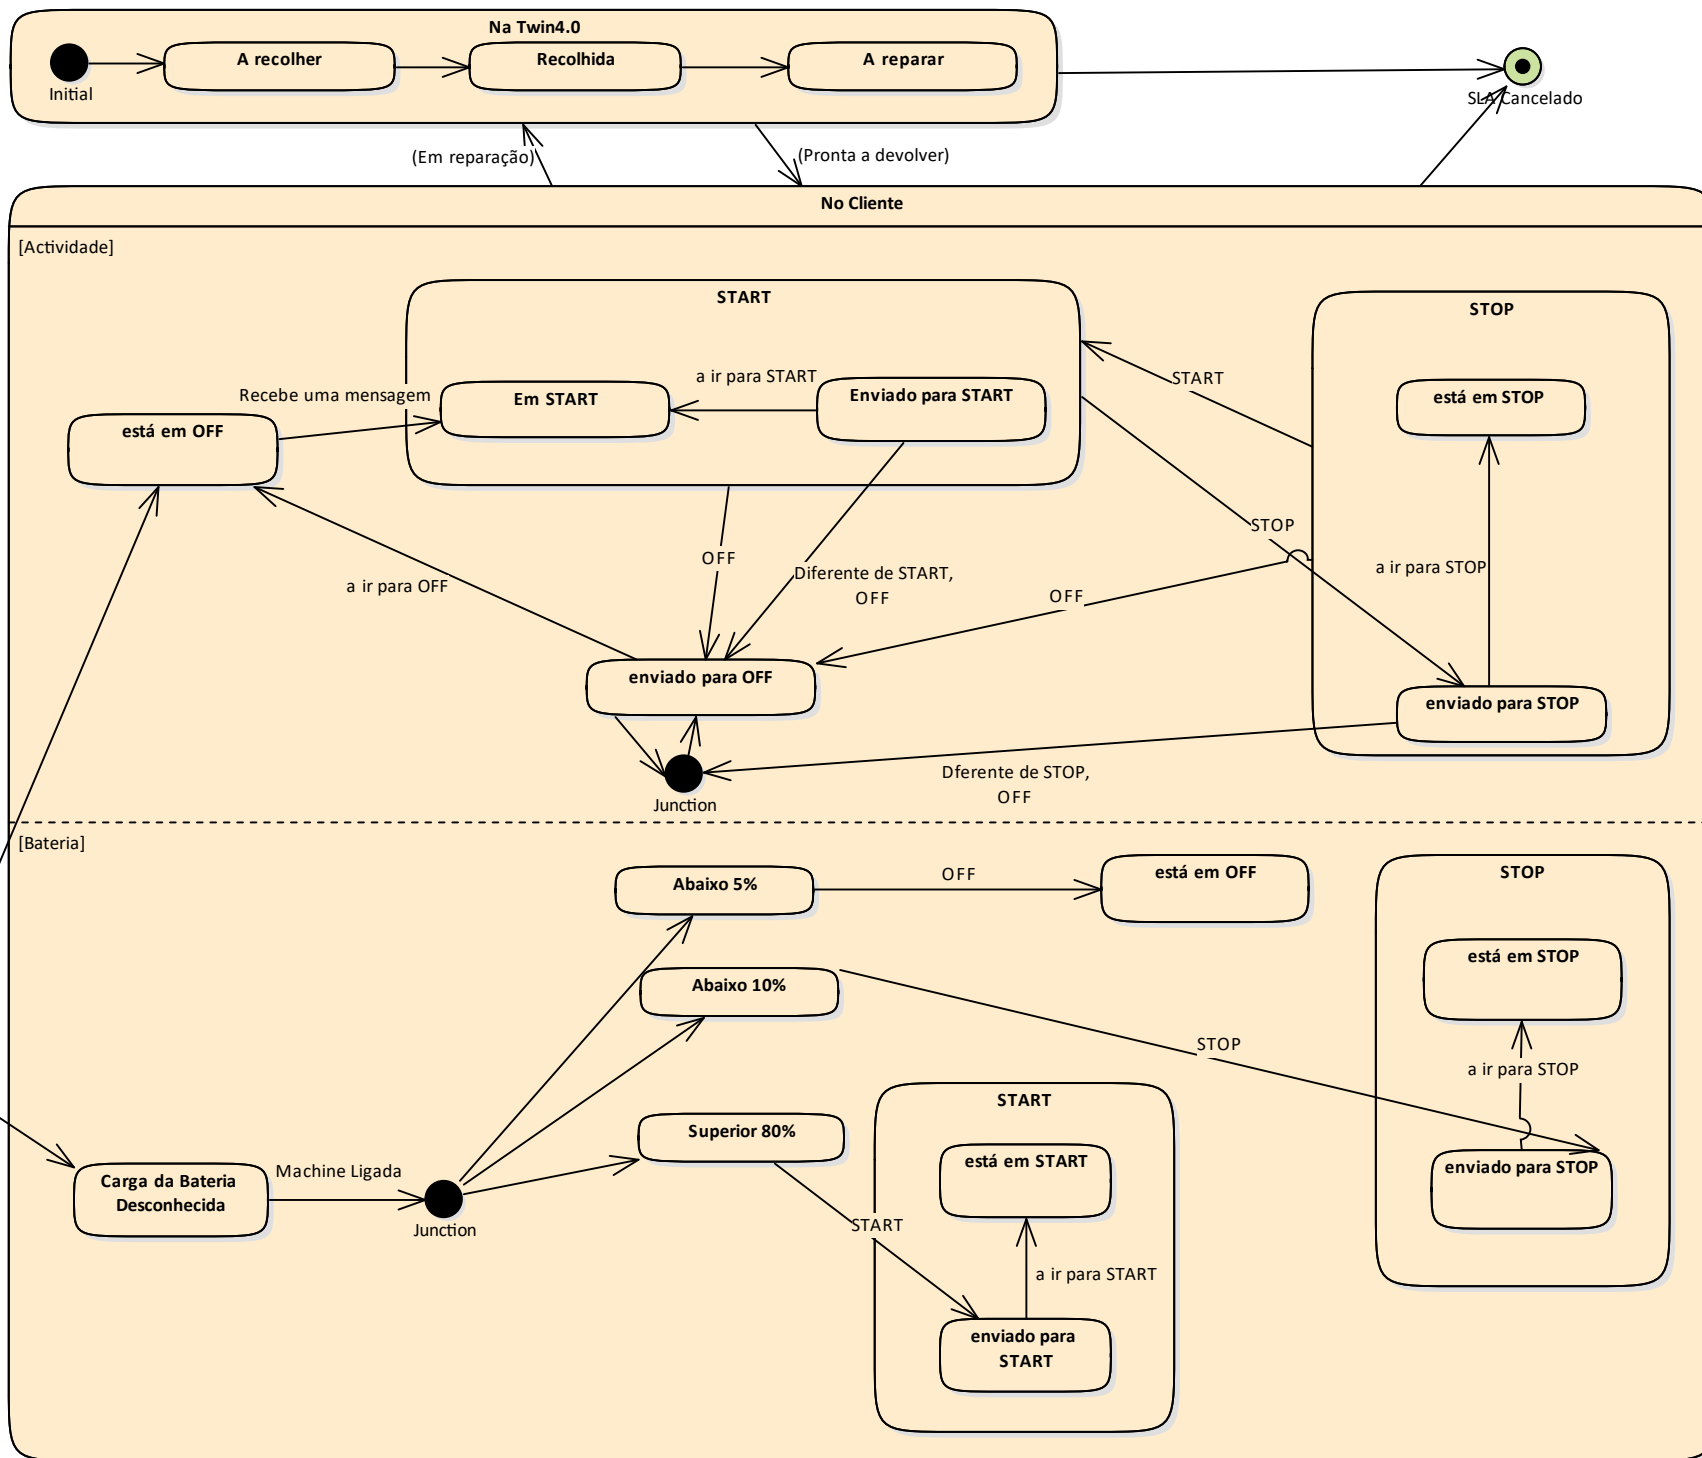 Na Twin4.0
Initial
A recolher
Recolhida
A reparar
SLA Cancelado
(Em reparação)
(Pronta a devolver)
No Cliente
[Actividade]
START
STOP
Recebe uma mensagem
está em OFF
Em START
a ir para START
Enviado para START
START
está em STOP
STOP
a ir para STOP
OFF
Diferente de START,
OFF
a ir para OFF
OFF
enviado para OFF
enviado para STOP
Junction
Dferente de STOP,
OFF
[Bateria]
Abaixo 5%
OFF
está em OFF
STOP
Abaixo 10%
está em STOP
STOP
a ir para STOP
enviado para STOP
Superior 80%
START
está em START
Carga da Bateria
Desconhecida
Machine Ligada
Junction
START
a ir para START
enviado para
START